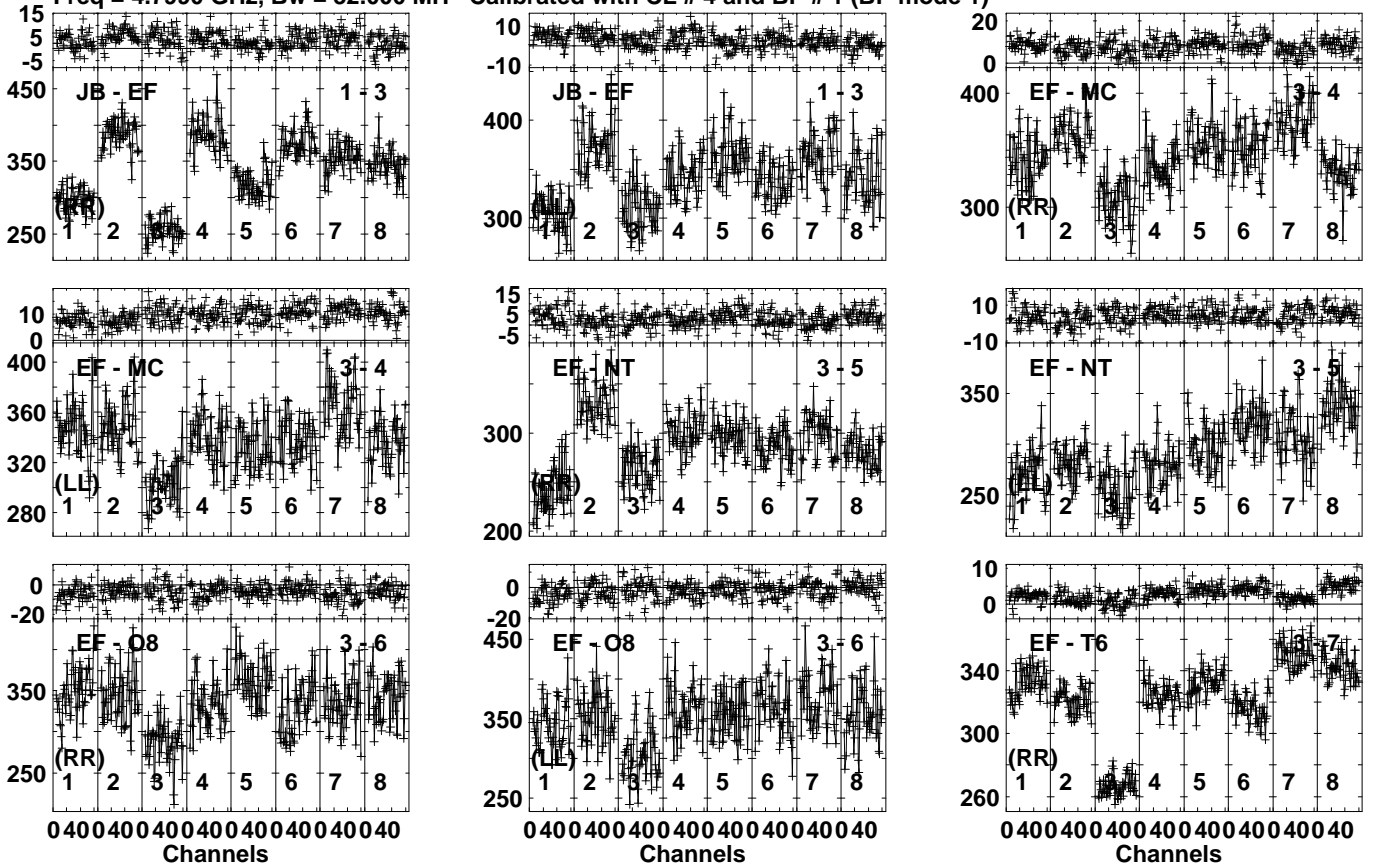 Freq = 4.7990 GHz, Bw = 32.000 MH Calibrated with CL # 4 and BP # 1 (BP mode 1)
15 5 -5
450 350 250
JB - EF 1 - 3
(RR)
1 2 3 4 5 6 7 8
10 -10
400 300
JB - EF 1 - 3
(LL)
1 2 3 4 5 6 7 8
20 0
400 300
EF - MC 3 - 4
(RR)
1 2 3 4 5 6 7 8
10 0
400 360 320 280
EF - MC 3 - 4
(LL)
1 2 3 4 5 6 7 8
15 5 -5
300 200
EF - NT 3 - 5
(RR)
1 2 3 4 5 6 7 8
10 -10
350 250
EF - NT 3 - 5
(LL)
1 2 3 4 5 6 7 8
0 -20
350 250
EF - O8 3 - 6
(RR)
1 2 3 4 5 6 7 8
0 40 0 40 0 40 0 40 0 40 0 40 0 40 0 40
Channels
0 -20
450 350 250
EF - O8 3 - 6
(LL)
1 2 3 4 5 6 7 8
0 40 0 40 0 40 0 40 0 40 0 40 0 40 0 40
Channels
10 0
340 300 260
EF - T6 3 - 7
(RR)
1 2 3 4 5 6 7 8
0 40 0 40 0 40 0 40 0 40 0 40 0 40 0 40
Channels